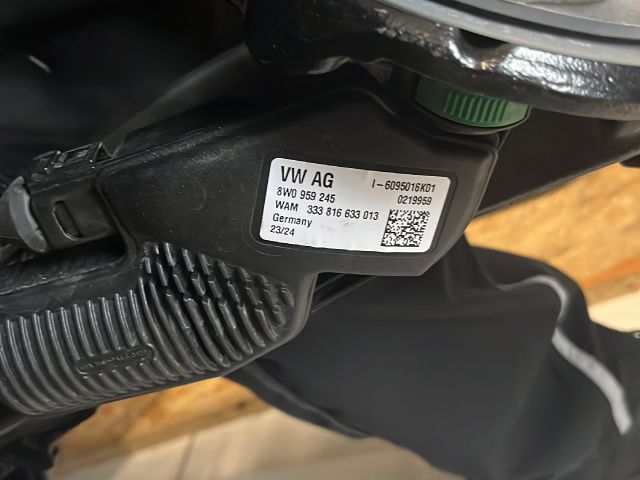 VW AG I-6095016K01
8W0 959 245 0219959
WAM 333 816 633 013
Germany
23/24